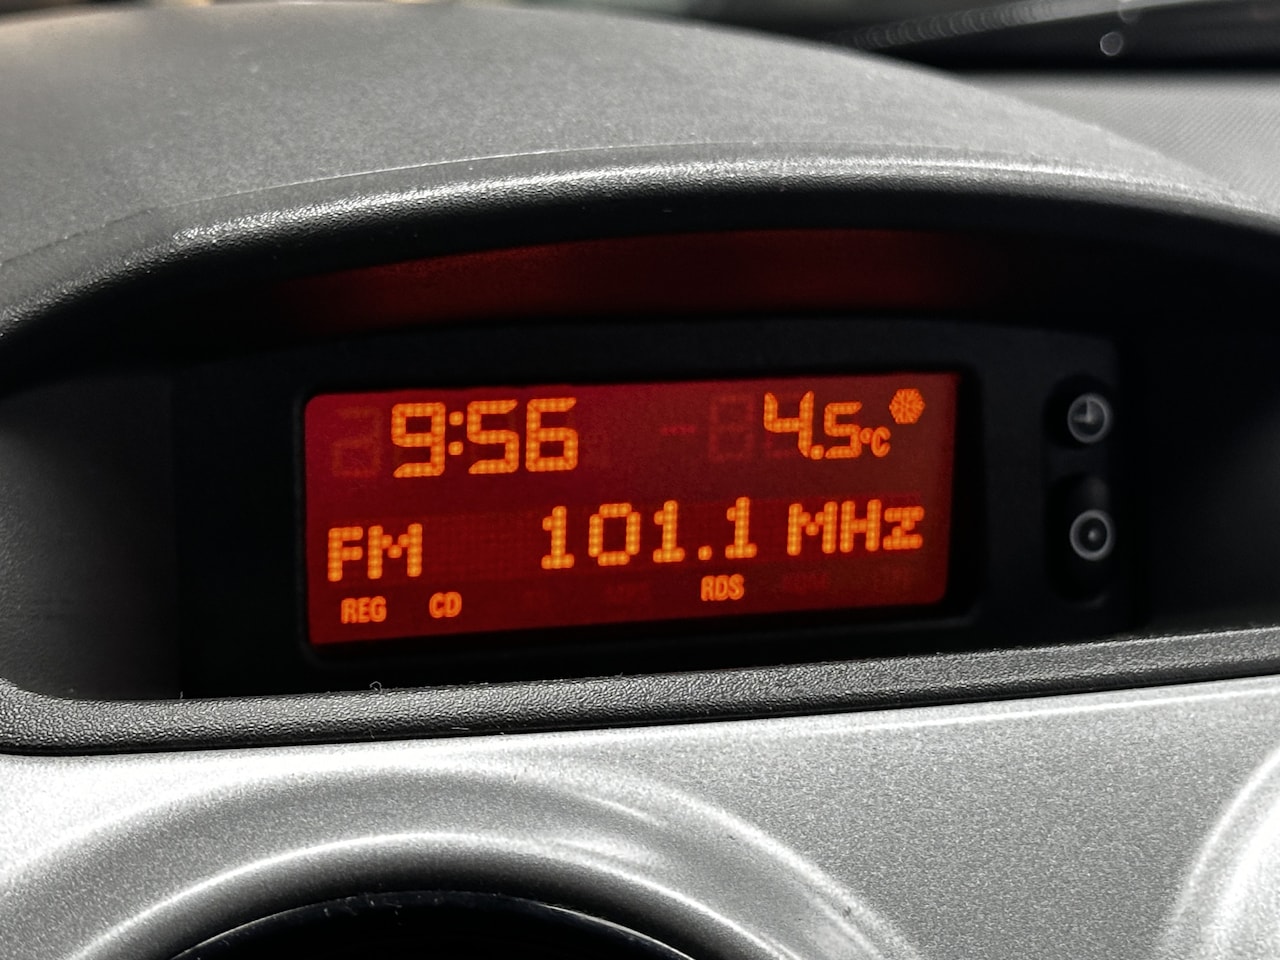 9:56 4.5°C
FM 101.1 MHz
REG CD RDS